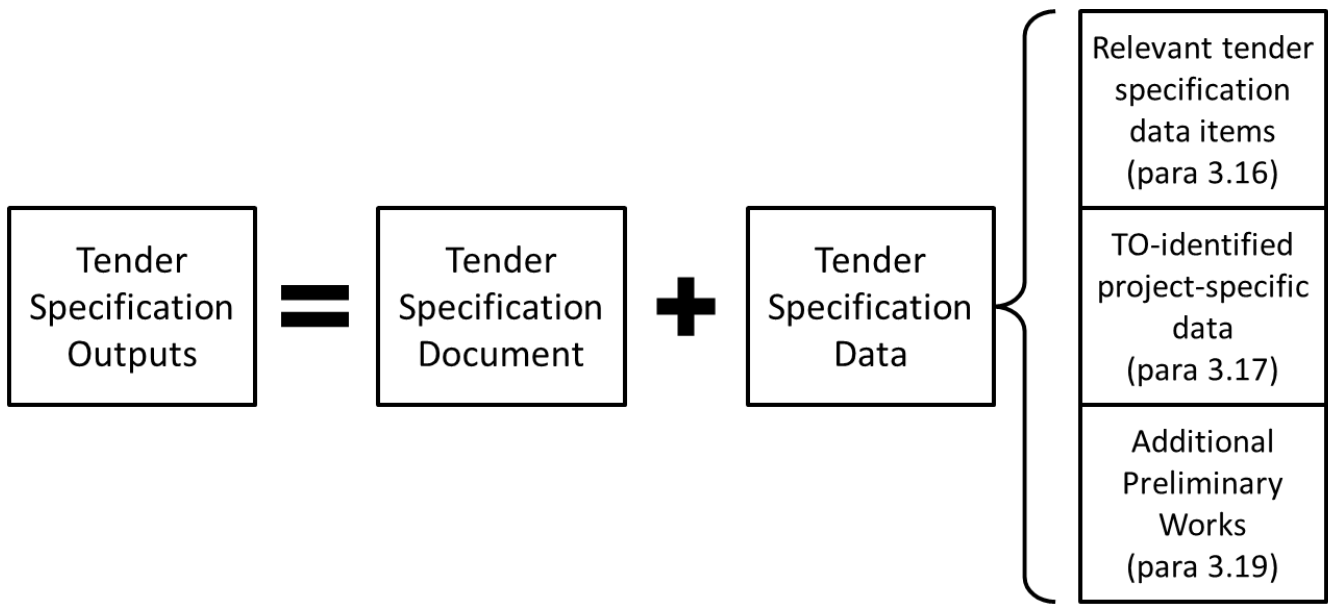 Tender
Specification
Outputs
=
Tender
Specification
Document
+
Tender
Specification
Data
Relevant tender
specification
data items
(para 3.16)
TO-identified
project-specific
data
(para 3.17)
Additional
Preliminary
Works
(para 3.19)